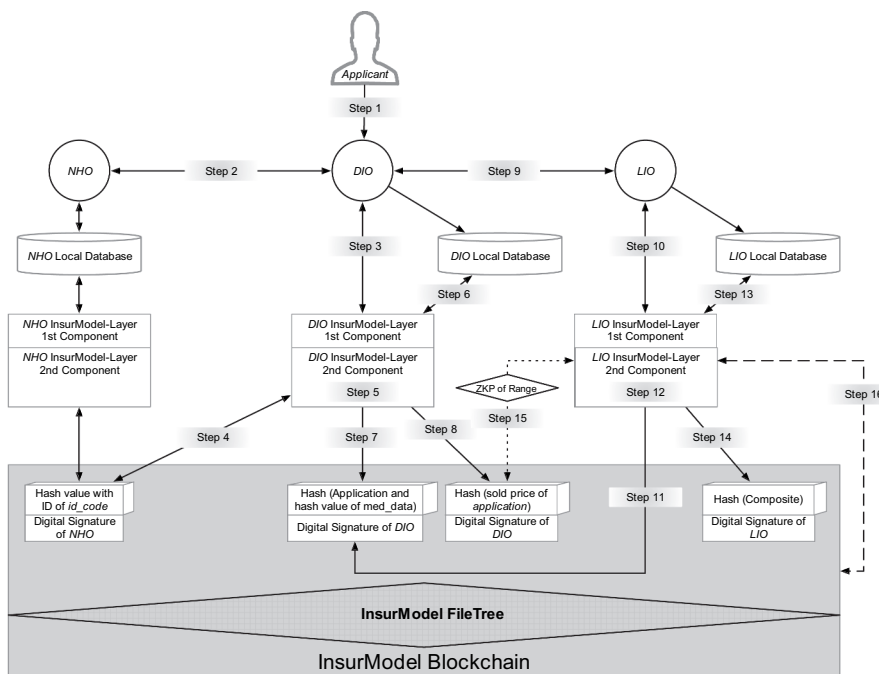 Applicant
Step 1
NHO
Step 2
DIO
Step 9
LIO
Step 3
Step 10
NHO Local Database
DIO Local Database
LIO Local Database
Step 6
Step 13
NHO InsurModel-Layer
1st Component
NHO InsurModel-Layer
2nd Component
DIO InsurModel-Layer
1st Component
DIO InsurModel-Layer
2nd Component
Step 5
LIO InsurModel-Layer
1st Component
LIO InsurModel-Layer
2nd Component
Step 12
ZKP of Range
Step 15
Step 16
Step 4
Step 7
Step 8
Step 14
Step 11
Hash value with
ID of id_code
Digital Signature
of NHO
Hash (Application and
hash value of med_data)
Digital Signature of DIO
Hash (sold price of
application)
Digital Signature of
DIO
Hash (Composite)
Digital Signature of
LIO
InsurModel FileTree
InsurModel Blockchain